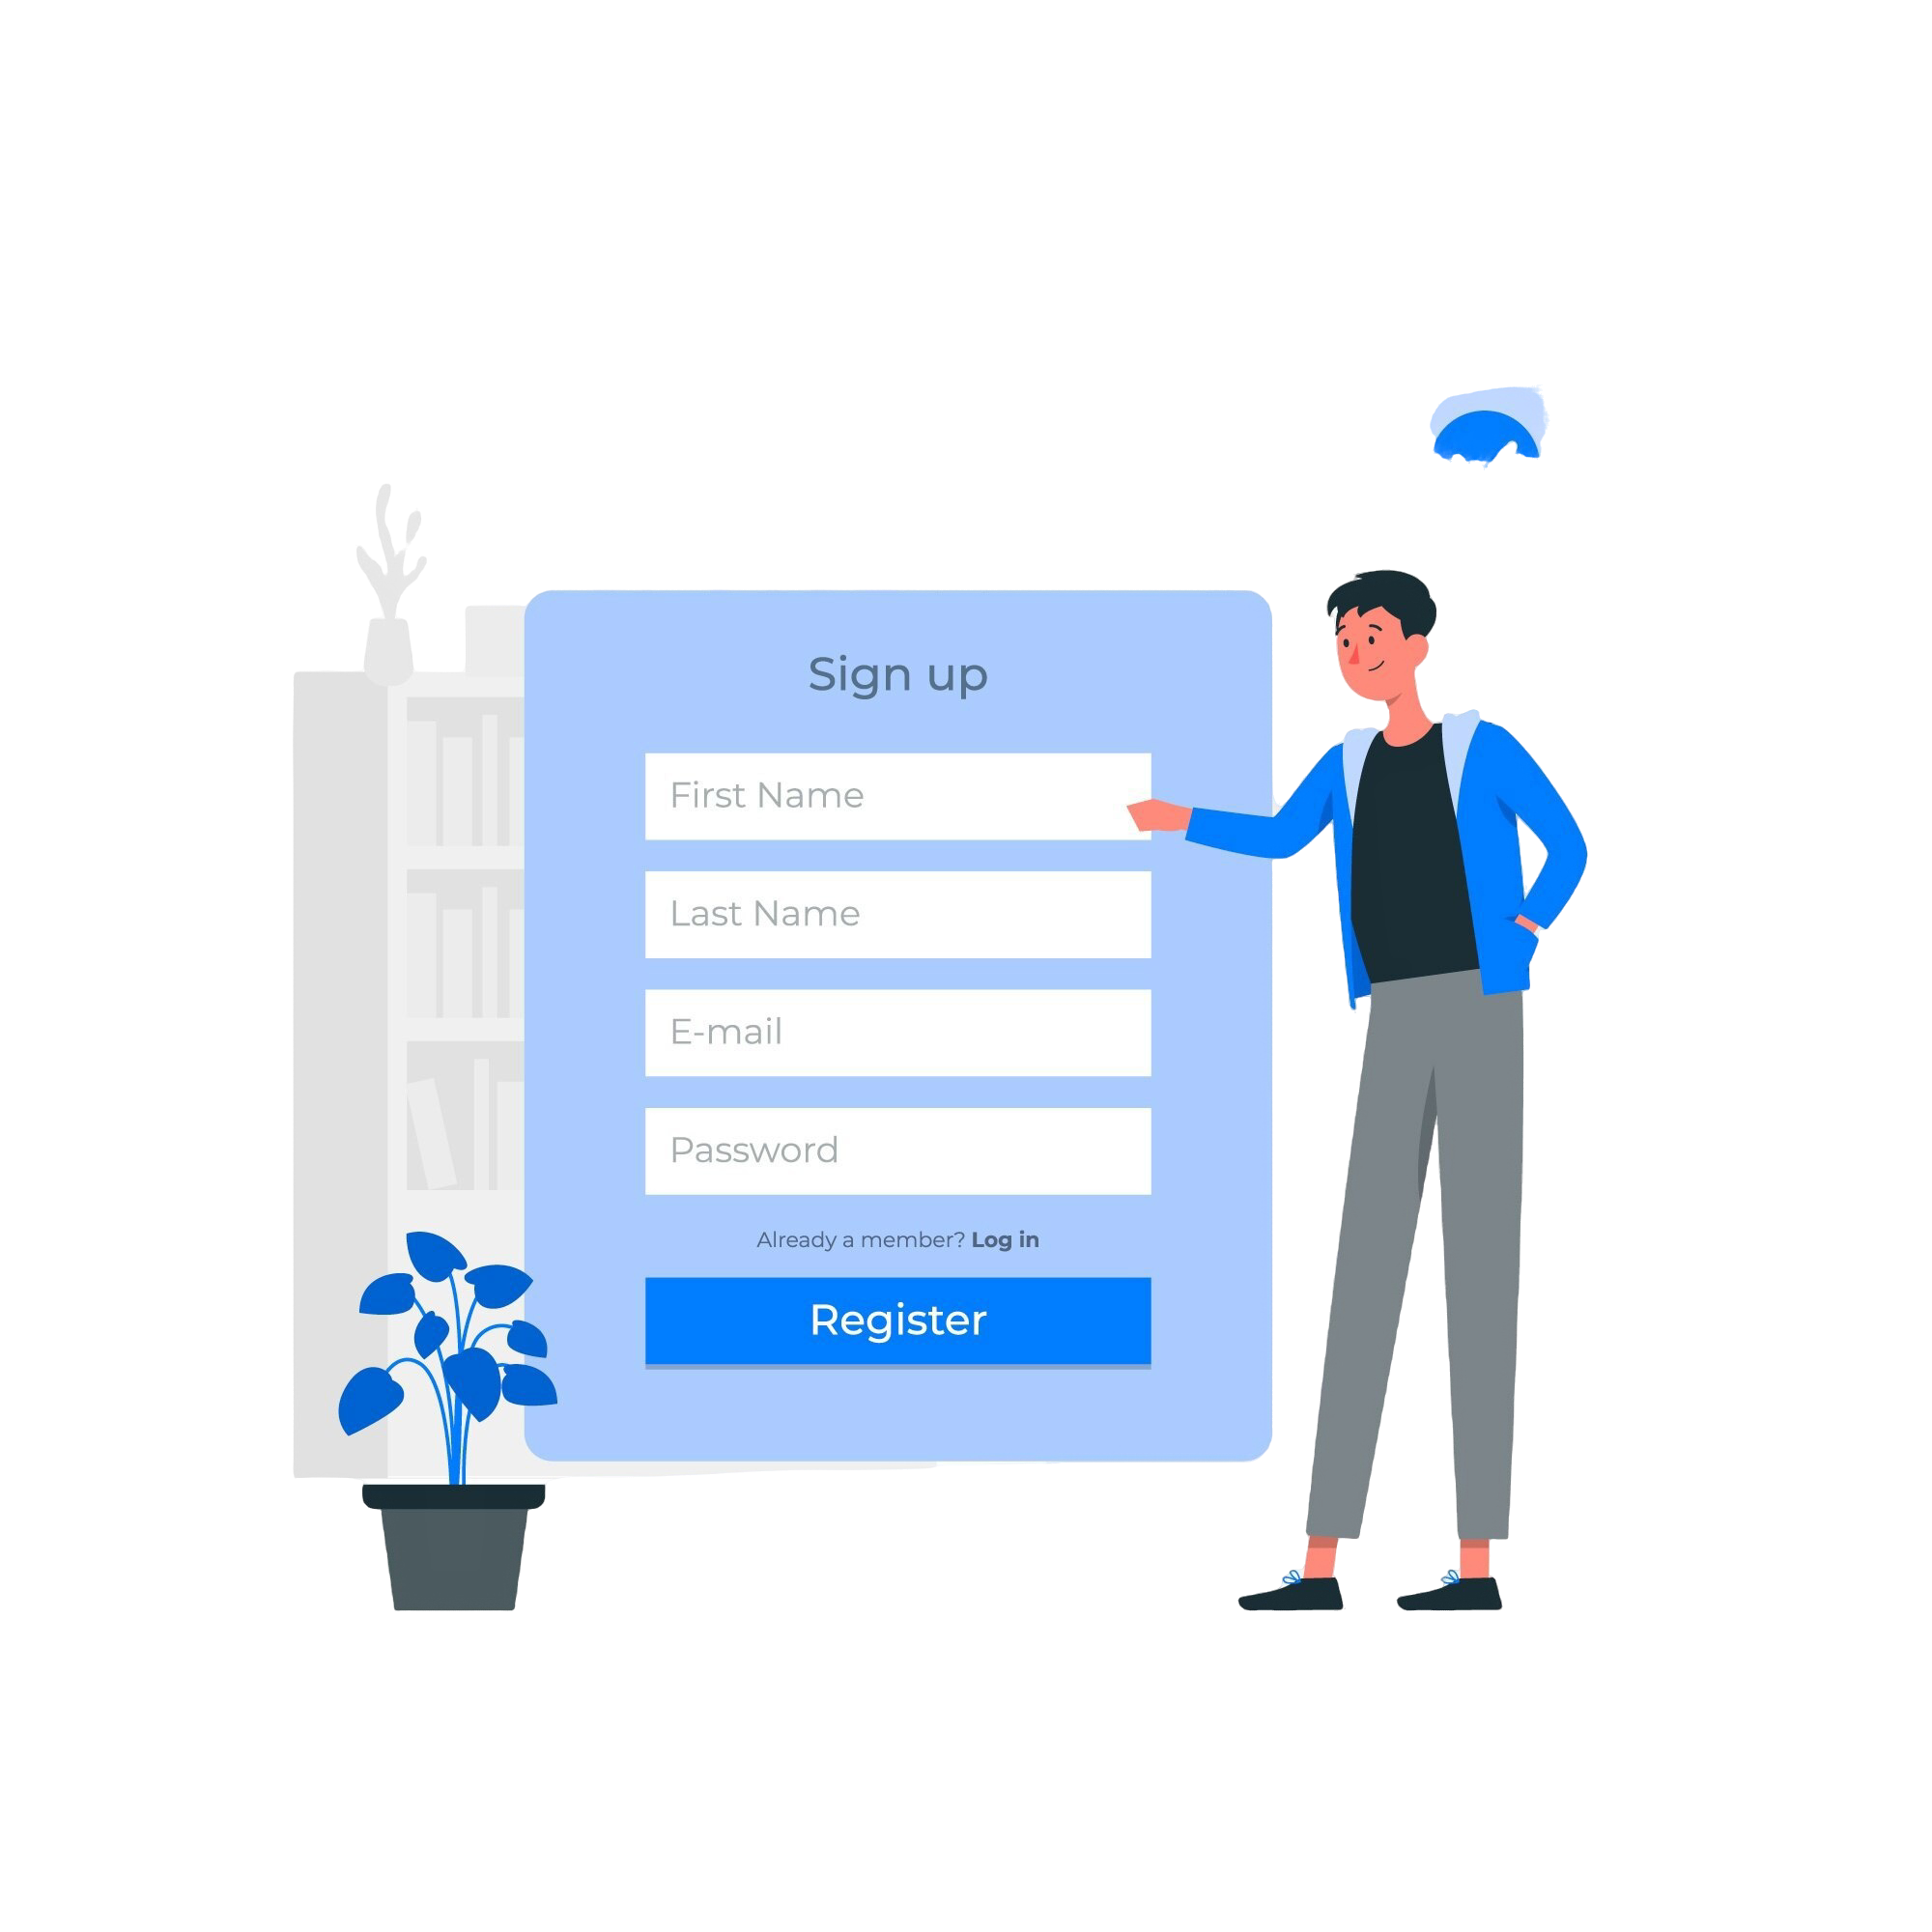 Sign up
First Name
Last Name
E-mail
Password
Already a member? Log in
Register